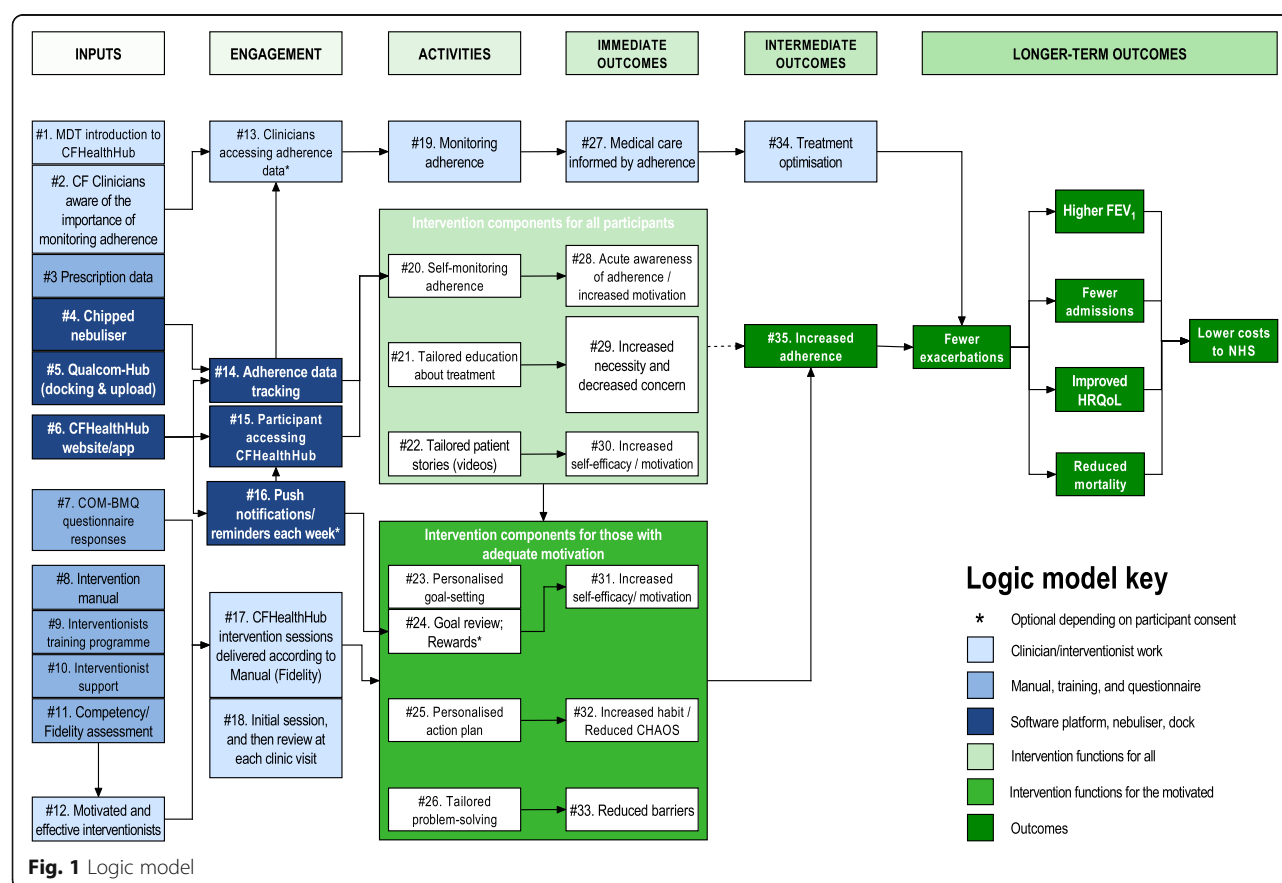 INPUTS
ENGAGEMENT
ACTIVITIES
IMMEDIATE
OUTCOMES
INTERMEDIATE
OUTCOMES
LONGER-TERM OUTCOMES
#1. MDT introduction to
CFHealthHub
#2. CF Clinicians
aware of the
importance of
monitoring adherence
#3 Prescription data
#4. Chipped
nebuliser
#5. Qualcom-Hub
(docking & upload)
#6. CFHealthHub
website/app
#7. COM-BMQ
questionnaire
responses
#8. Intervention
manual
#9. Interventionists
training programme
#10. Interventionist
support
#11. Competency/
Fidelity assessment
#12. Motivated and
effective interventionists
#13. Clinicians
accessing adherence
data*
#14. Adherence data
tracking
#15. Participant
accessing
CFHealthHub
#16. Push
notifications/
reminders each week*
#17. CFHealthHub
intervention sessions
delivered according to
Manual (Fidelity)
#18. Initial session,
and then review at
each clinic visit
#19. Monitoring
adherence
Intervention components for all participants
#20. Self-monitoring
adherence
#21. Tailored education
about treatment
#22. Tailored patient
stories (videos)
Intervention components for those with
adequate motivation
#23. Personalised
goal-setting
#24. Goal review;
Rewards*
#25. Personalised
action plan
#26. Tailored
problem-solving
#27. Medical care
informed by adherence
#28. Acute awareness
of adherence /
increased motivation
#29. Increased
necessity and
decreased concern
#30. Increased
self-efficacy / motivation
#31. Increased
self-efficacy/ motivation
#32. Increased habit /
Reduced CHAOS
#33. Reduced barriers
#34. Treatment
optimisation
#35. Increased
adherence
Fewer
exacerbations
Higher FEV₁
Fewer
admissions
Improved
HRQoL
Reduced
mortality
Lower costs
to NHS
Logic model key
* Optional depending on participant consent
Clinician/interventionist work
Manual, training, and questionnaire
Software platform, nebuliser, dock
Intervention functions for all
Intervention functions for the motivated
Outcomes
Fig. 1 Logic model